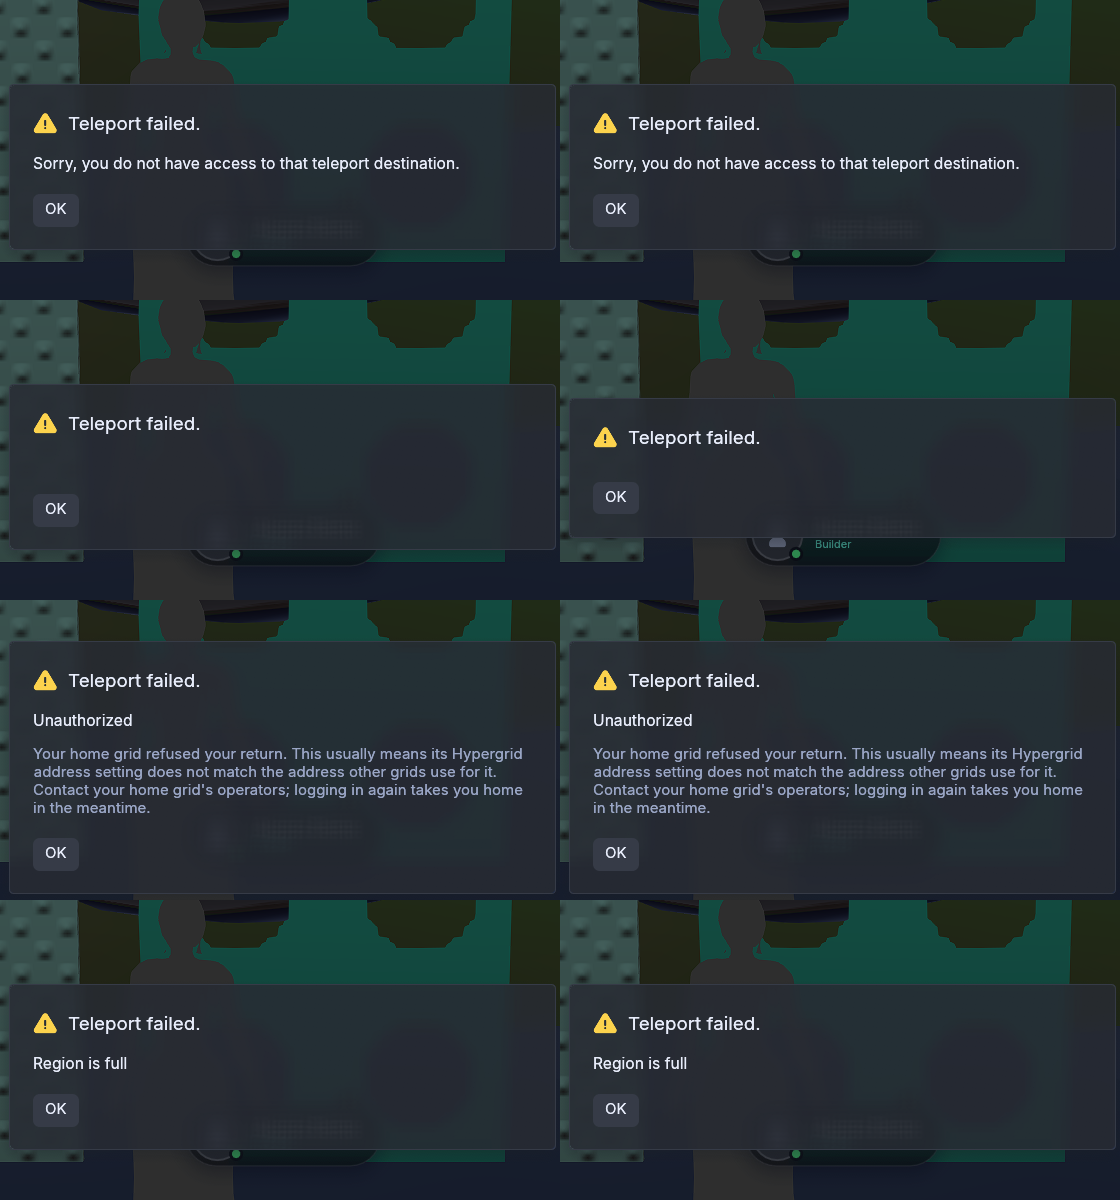 Teleport failed.
Sorry, you do not have access to that teleport destination.
OK
Teleport failed.
Sorry, you do not have access to that teleport destination.
OK
Teleport failed.
OK
Teleport failed.
OK
Builder
Teleport failed.
Unauthorized
Your home grid refused your return. This usually means its Hypergrid
address setting does not match the address other grids use for it.
Contact your home grid's operators; logging in again takes you home
in the meantime.
OK
Teleport failed.
Unauthorized
Your home grid refused your return. This usually means its Hypergrid
address setting does not match the address other grids use for it.
Contact your home grid's operators; logging in again takes you home
in the meantime.
OK
Teleport failed.
Region is full
OK
Teleport failed.
Region is full
OK